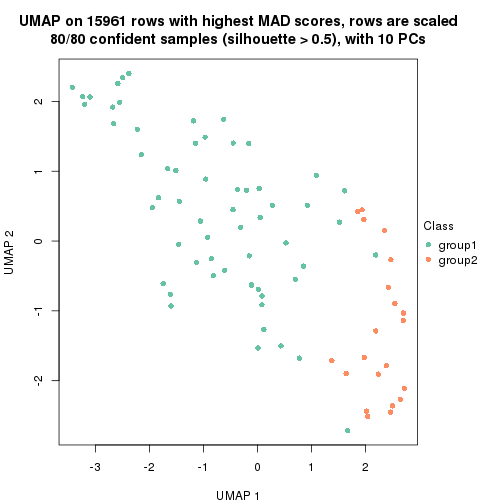 UMAP on 15961 rows with highest MAD scores, rows are scaled
80/80 confident samples (silhouette > 0.5), with 10 PCs
UMAP 2
2
1
0
-1
-2
-3
-2
-1
0
1
2
UMAP 1
Class
group1
group2